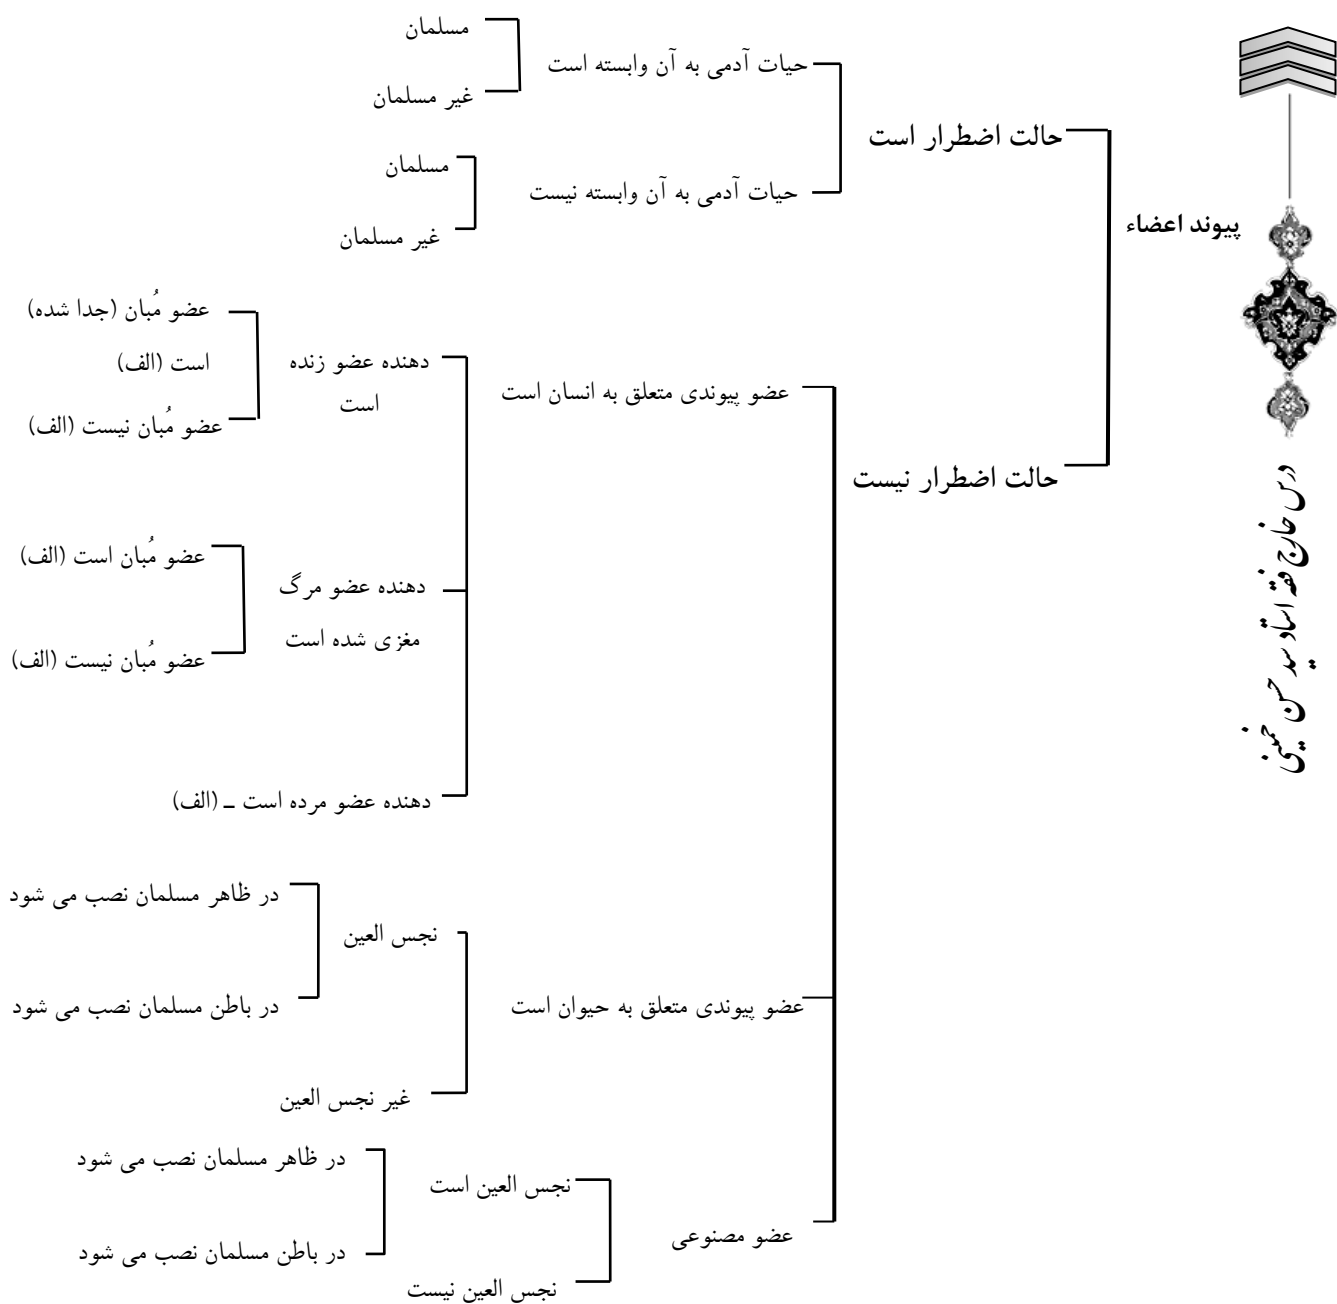 پیوند اعضاء
حالت اضطرار است
حیات آدمی به آن وابسته است
مسلمان
غیر مسلمان
حیات آدمی به آن وابسته نیست
مسلمان
غیر مسلمان
حالت اضطرار نیست
عضو پیوندی متعلق به انسان است
دهنده عضو زنده
است
عضو مُبان (جدا شده)
است (الف)
عضو مُبان نیست (الف)
دهنده عضو مرگ
مغزی شده است
عضو مُبان است (الف)
عضو مُبان نیست (الف)
دهنده عضو مرده است ـ (الف)
عضو پیوندی متعلق به حیوان است
نجس العین
در ظاهر مسلمان نصب می شود
در باطن مسلمان نصب می شود
غیر نجس العین
عضو مصنوعی
نجس العین است
در ظاهر مسلمان نصب می شود
در باطن مسلمان نصب می شود
نجس العین نیست
درس خارج فقه استاد سید حسن خمینی